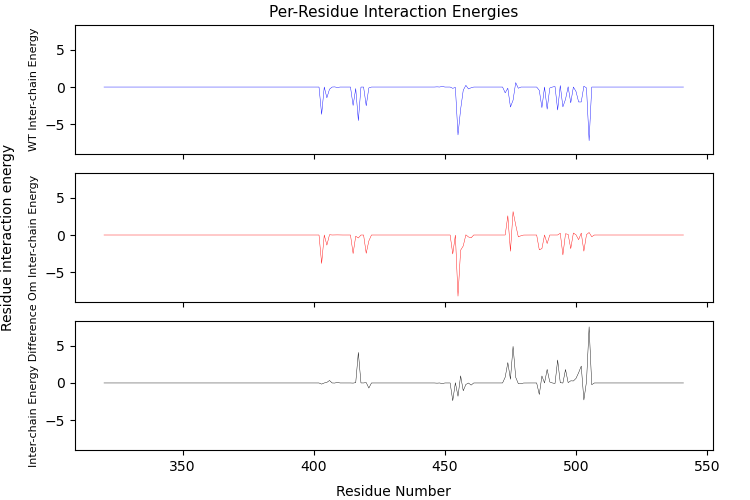 Per-Residue Interaction Energies
Residue interaction energy
WT Inter-chain Energy
5
0
−5
Om Inter-chain Energy
5
0
−5
Inter-chain Energy Difference
5
0
−5
350
400
450
500
550
Residue Number